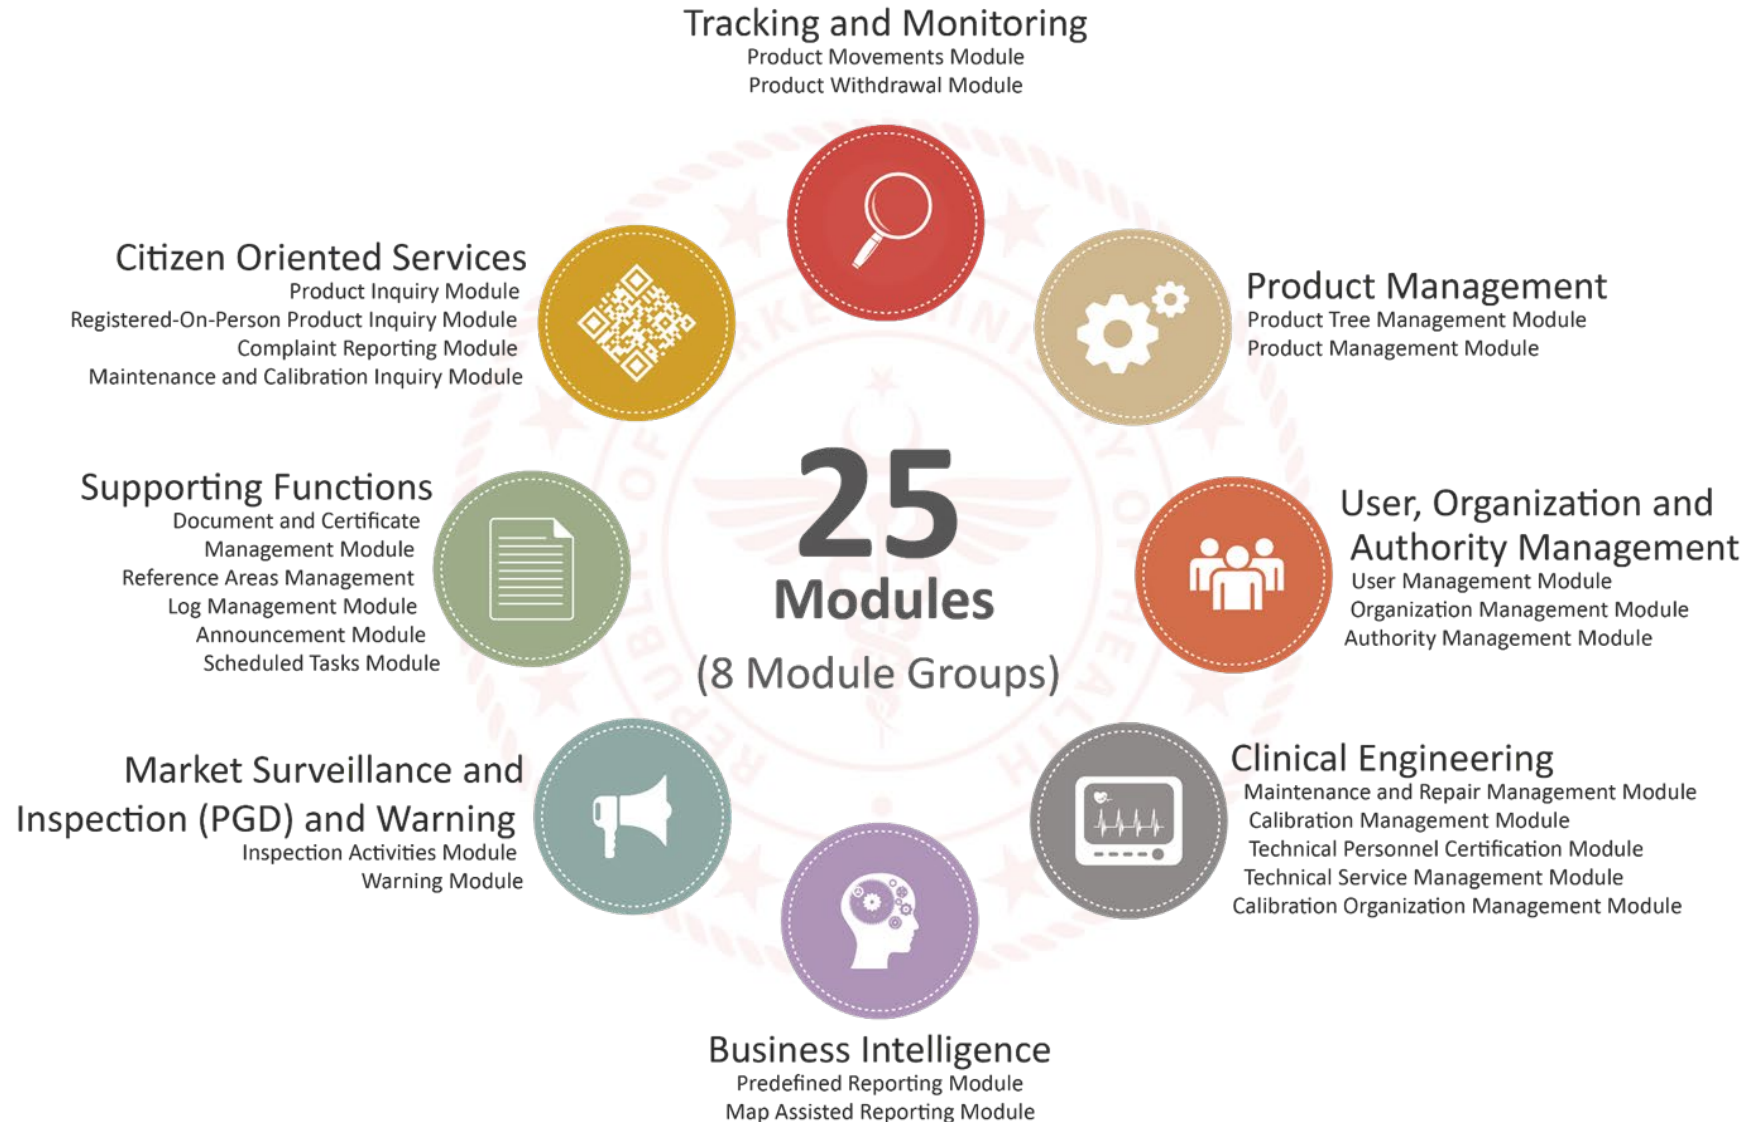 Tracking and Monitoring
Product Movements Module
Product Withdrawal Module
Citizen Oriented Services
Product Inquiry Module
Registered-On-Person Product Inquiry Module
Complaint Reporting Module
Maintenance and Calibration Inquiry Module
Product Management
Product Tree Management Module
Product Management Module
Supporting Functions
Document and Certificate
Management Module
Reference Areas Management
Log Management Module
Announcement Module
Scheduled Tasks Module
25
Modules
(8 Module Groups)
User, Organization and
Authority Management
User Management Module
Organization Management Module
Authority Management Module
Market Surveillance and
Inspection (PGD) and Warning
Inspection Activities Module
Warning Module
Clinical Engineering
Maintenance and Repair Management Module
Calibration Management Module
Technical Personnel Certification Module
Technical Service Management Module
Calibration Organization Management Module
Business Intelligence
Predefined Reporting Module
Map Assisted Reporting Module